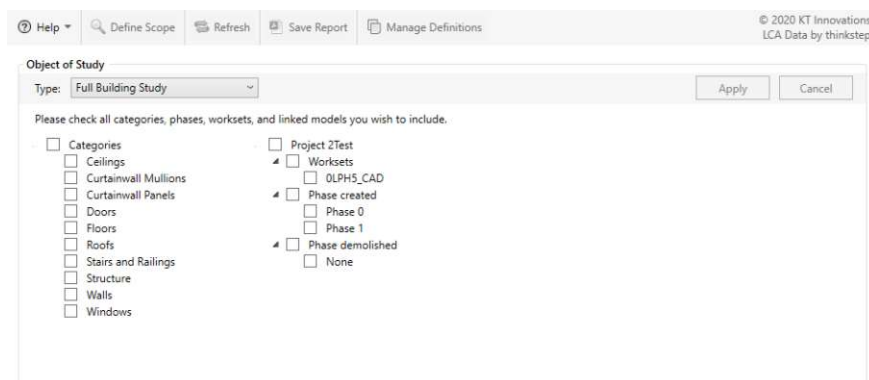 Help Define Scope Refresh Save Report Manage Definitions
© 2020 KT Innovations
LCA Data by thinkstep
Object of Study
Type: Full Building Study Apply Cancel
Please check all categories, phases, worksets, and linked models you wish to include.
Categories
Ceilings
Curtainwall Mullions
Curtainwall Panels
Doors
Floors
Roofs
Stairs and Railings
Structure
Walls
Windows
Project 2Test
Worksets
0LPH5_CAD
Phase created
Phase 0
Phase 1
Phase demolished
None